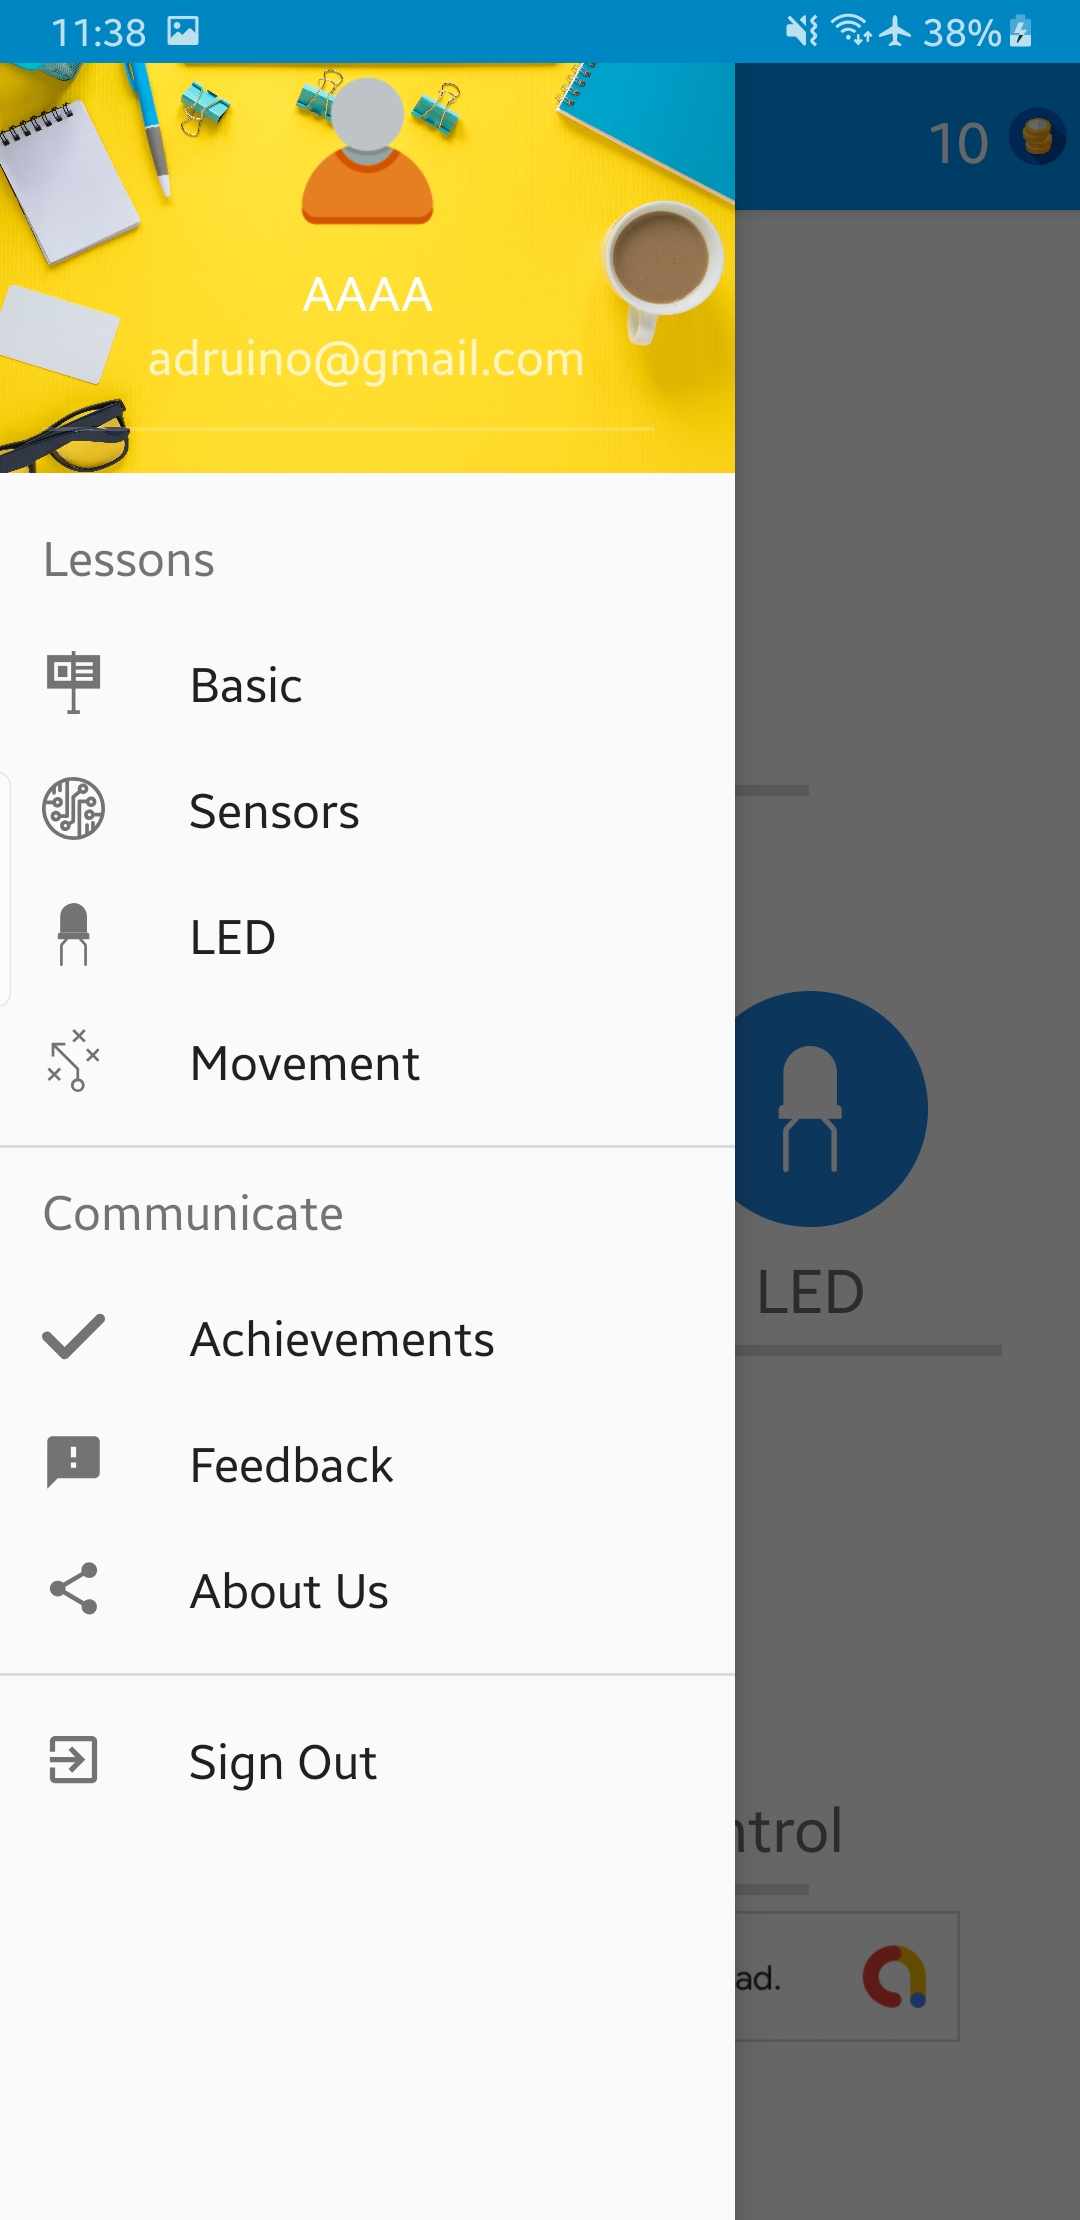 11:38 38%
10
AAAA
adruino@gmail.com
Lessons
Basic
Sensors
LED
Movement
LED
Communicate
Achievements
Feedback
About Us
Sign Out
ntrol
ad.